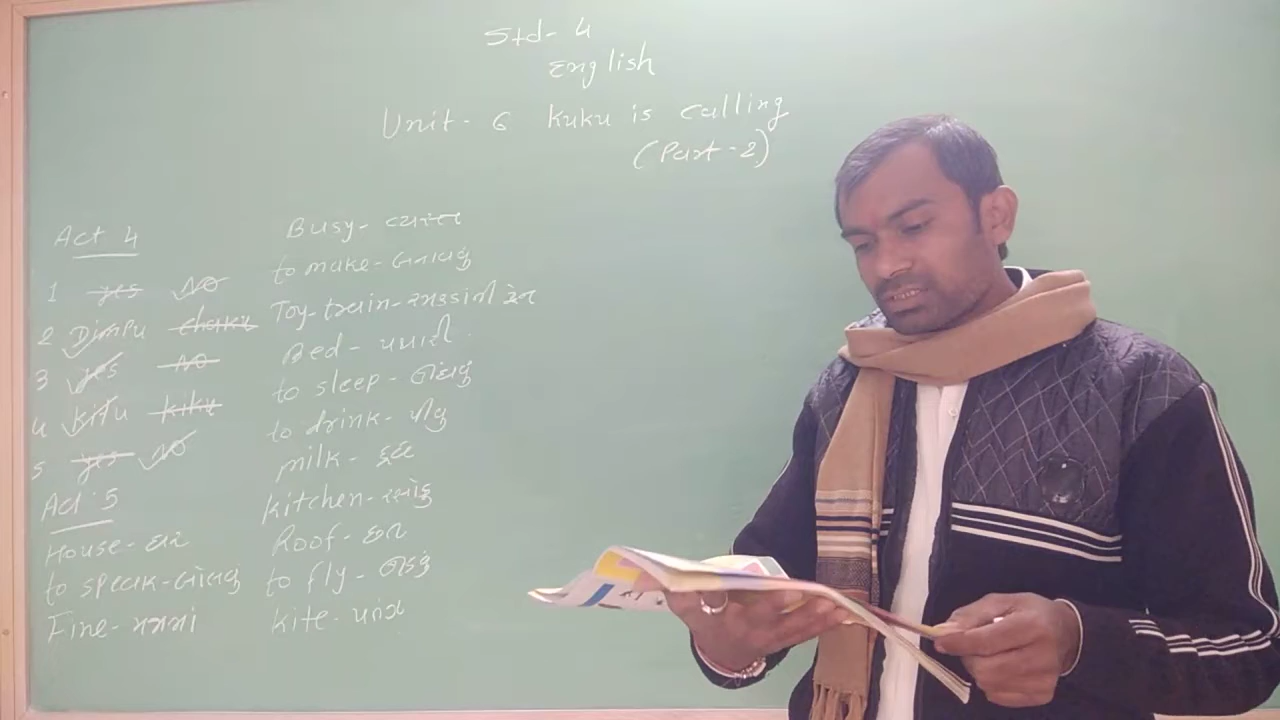 Std- 4
English
Unit- 6 Kuku is calling
(Part-2)
Act 4
1 yes No
2 Dimpu chaku
3 yes No
4 kitu kiku
5 yes No
Act 5
House- ઘર
to speak- બોલવું
Fine- મજામાં
Busy- વ્યસ્ત
to make- બનાવવું
Toy-train- રમકડાંની ટ્રેન
Bed- પથારી
to sleep-
to drink- પીવું
milk- દૂધ
kitchen- રસોડું
Roof- છત
to fly-
kite- પતંગ